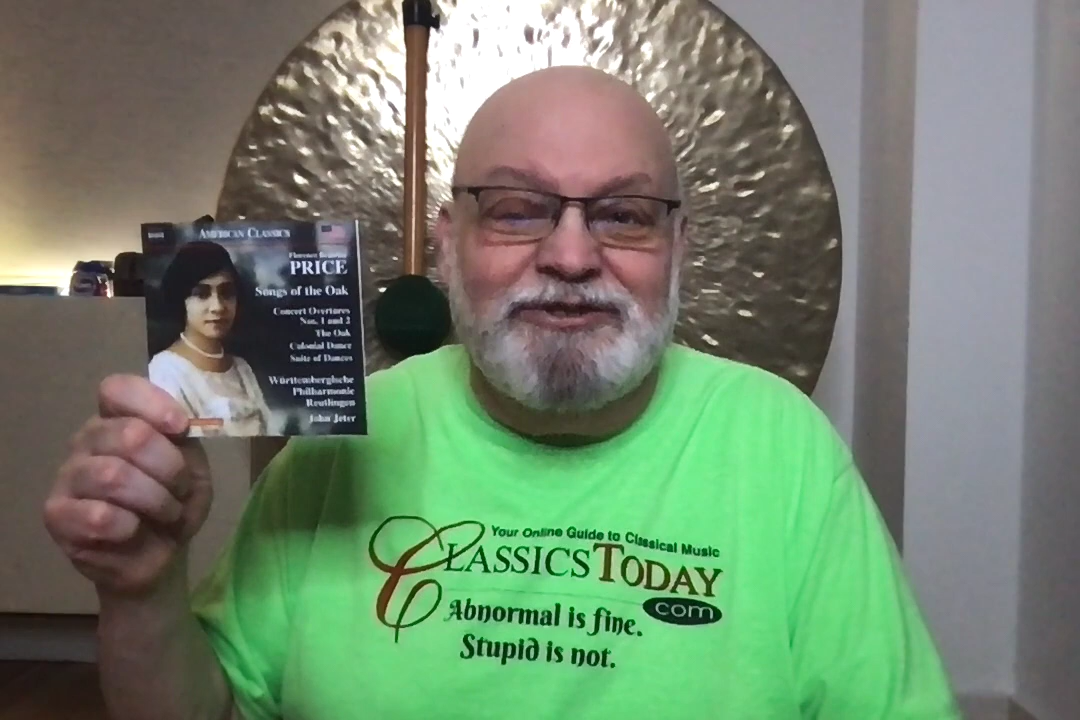 AMERICAN CLASSICS
PRICE
Songs of the Oak
Concert Overtures
Nos. 1 and 2
The Oak
Colonial Dance
Suite of Dances
Württembergische
Philharmonie
Reutlingen
John Jeter
Your Online Guide to Classical Music
CLASSICSTODAY
com
Abnormal is fine.
Stupid is not.